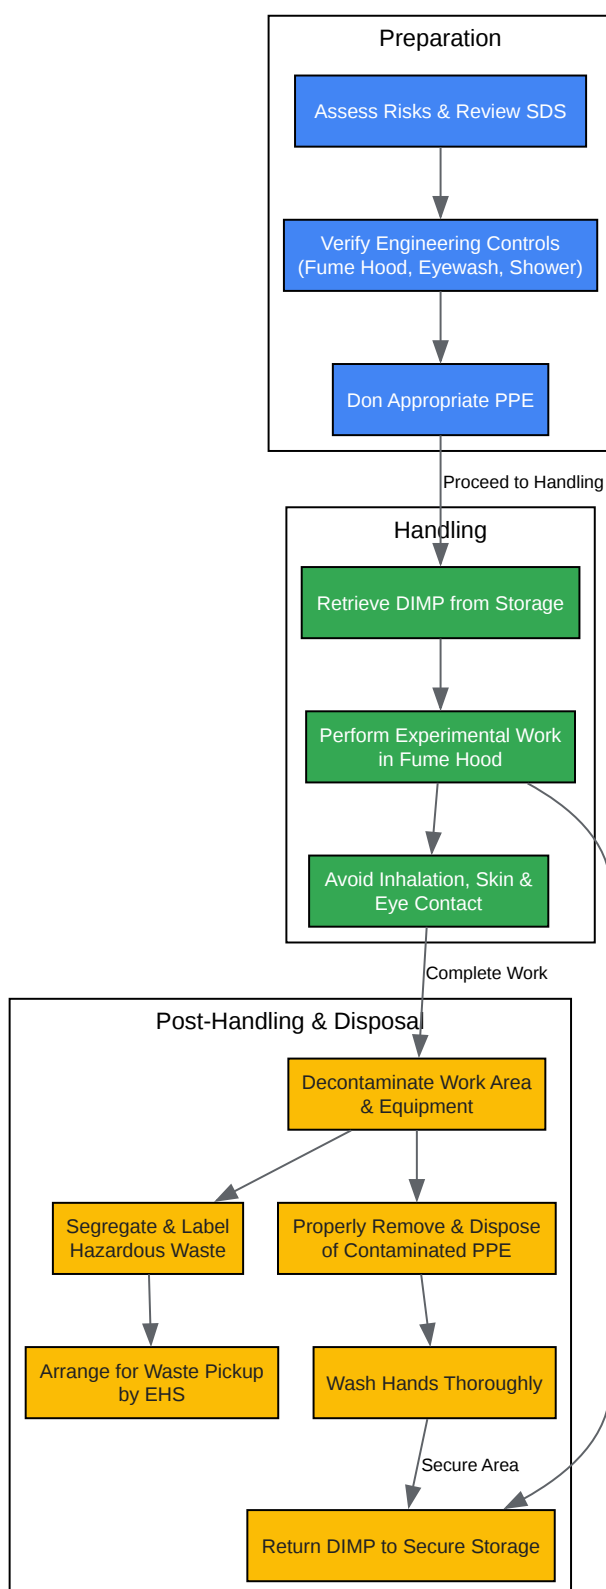 Preparation
Assess Risks & Review SDS
Verify Engineering Controls
(Fume Hood, Eyewash, Shower)
Don Appropriate PPE
Proceed to Handling
Handling
Retrieve DIMP from Storage
Perform Experimental Work
in Fume Hood
Avoid Inhalation, Skin &
Eye Contact
Complete Work
Post-Handling & Disposal
Decontaminate Work Area
& Equipment
Segregate & Label
Hazardous Waste
Properly Remove & Dispose
of Contaminated PPE
Arrange for Waste Pickup
by EHS
Wash Hands Thoroughly
Secure Area
Return DIMP to Secure Storage